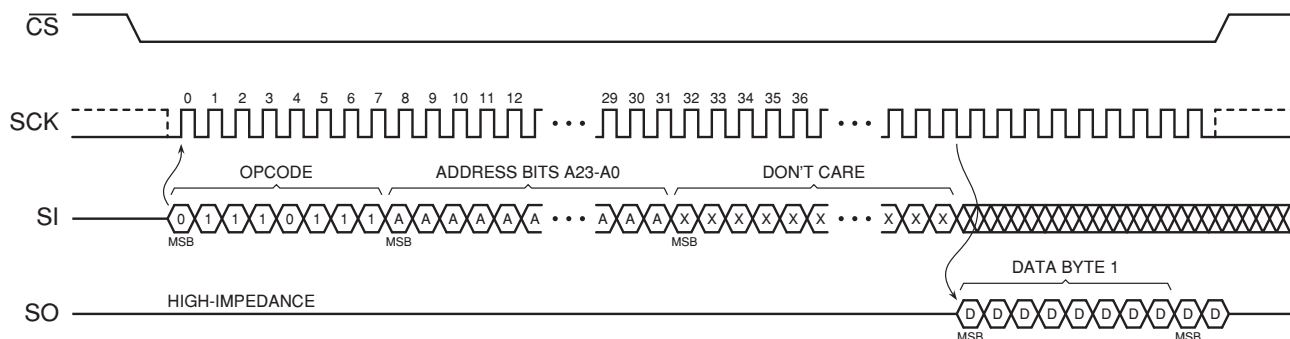 CS
0 1 2 3 4 5 6 7 8 9 10 11 12 29 30 31 32 33 34 35 36
SCK
OPCODE ADDRESS BITS A23-A0 DON'T CARE
SI 0 1 1 1 0 1 1 1 A A A A A A A A A X X X X X X X X X
MSB MSB MSB
DATA BYTE 1
HIGH-IMPEDANCE
SO D D D D D D D D D D
MSB MSB